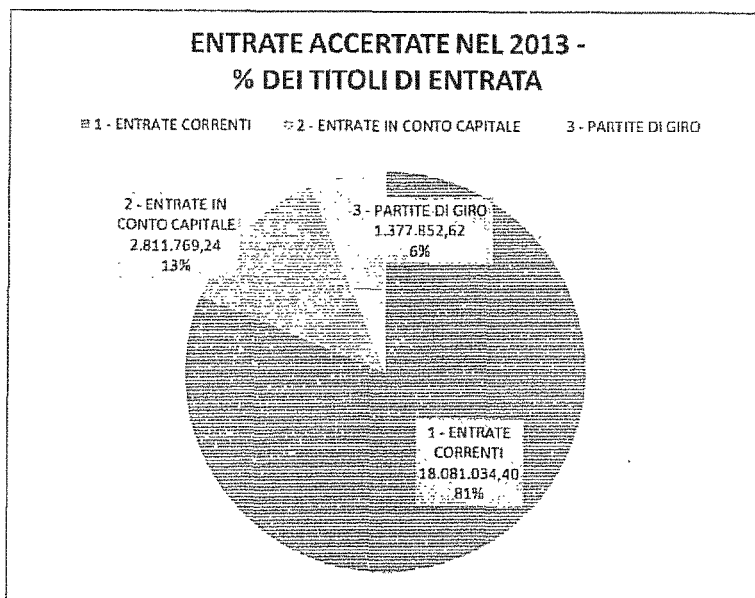 ENTRATE ACCERTATE NEL 2013 -
% DEI TITOLI DI ENTRATA
1 - ENTRATE CORRENTI 2 - ENTRATE IN CONTO CAPITALE 3 - PARTITE DI GIRO
2 - ENTRATE IN
CONTO CAPITALE
2.811.769,24
13%
3 - PARTITE DI GIRO
1.377.852,62
6%
1 - ENTRATE
CORRENTI
18.081.034,40
81%